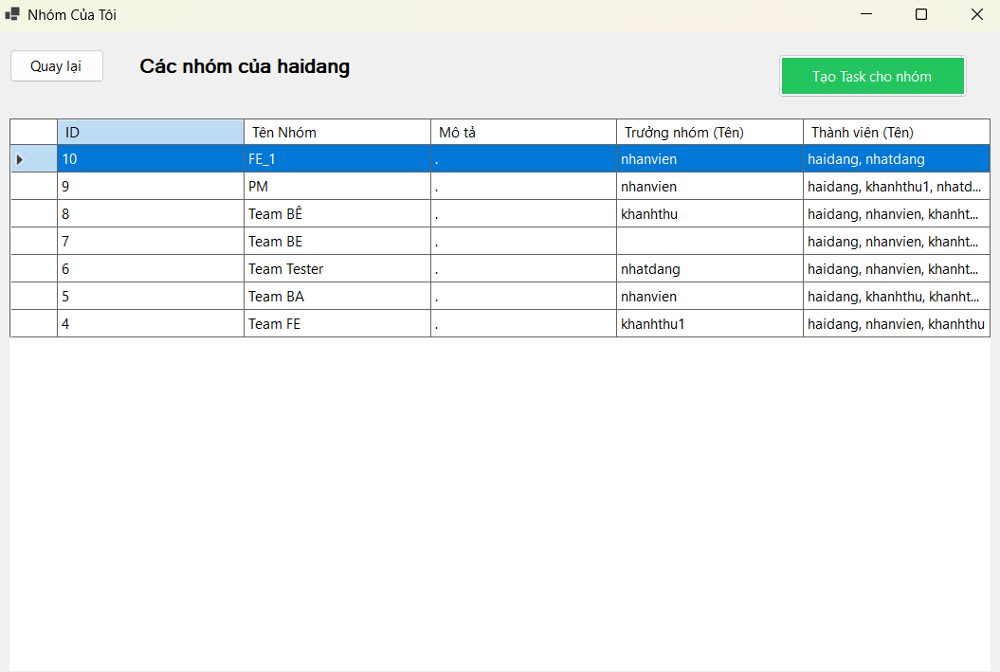 Nhóm Của Tôi
Quay lại Các nhóm của haidang Tạo Task cho nhóm
ID Tên Nhóm Mô tả Trưởng nhóm (Tên) Thành viên (Tên)
10 FE_1 . nhanvien haidang, nhatdang
9 PM . nhanvien haidang, khanhthu1, nhatd...
8 Team BÊ . khanhthu haidang, nhanvien, khanht...
7 Team BE . haidang, nhanvien, khanht...
6 Team Tester . nhatdang haidang, nhanvien, khanht...
5 Team BA . nhanvien haidang, khanhthu, khanht...
4 Team FE . khanhthu1 haidang, nhanvien, khanhthu